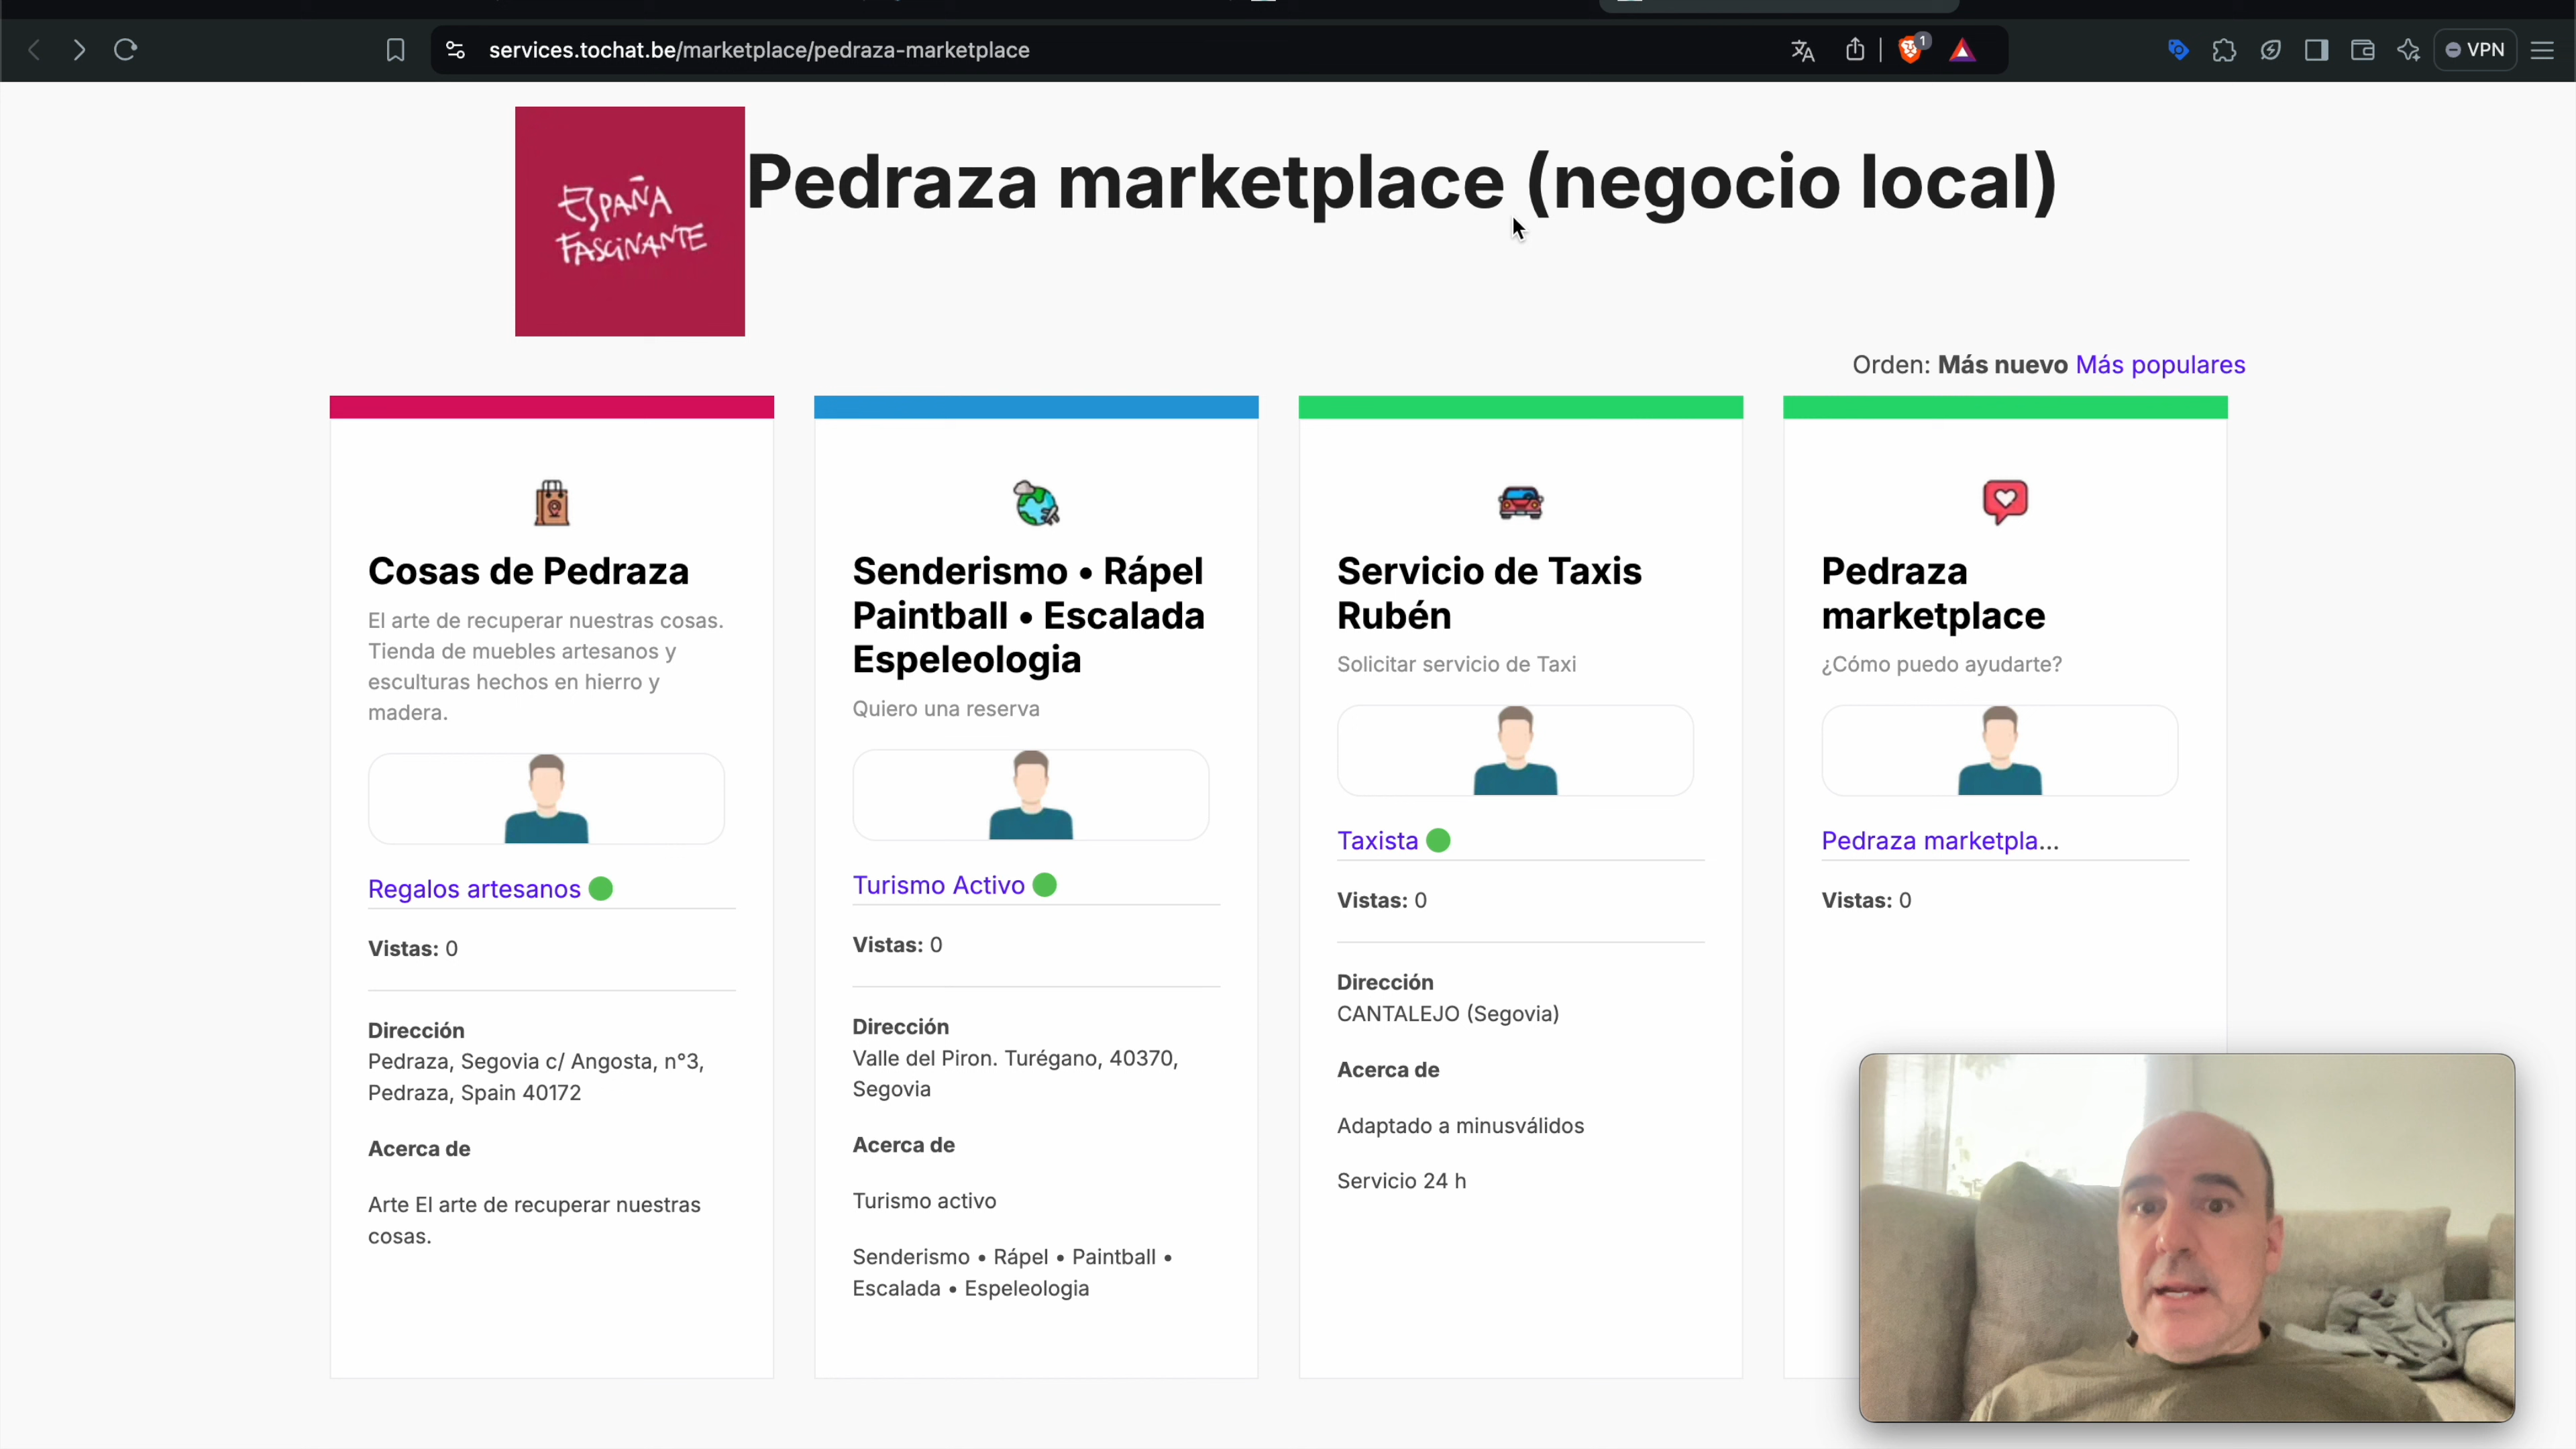 services.tochat.be/marketplace/pedraza-marketplace
1
VPN
ESPAÑA
FASCINANTE
Pedraza marketplace (negocio local)
Orden: Más nuevo Más populares
Cosas de Pedraza
El arte de recuperar nuestras cosas.
Tienda de muebles artesanos y
esculturas hechos en hierro y
madera.
Regalos artesanos
Vistas: 0
Dirección
Pedraza, Segovia c/ Angosta, n°3,
Pedraza, Spain 40172
Acerca de
Arte El arte de recuperar nuestras
cosas.
Senderismo • Rápel
Paintball • Escalada
Espeleologia
Quiero una reserva
Turismo Activo
Vistas: 0
Dirección
Valle del Piron. Turégano, 40370,
Segovia
Acerca de
Turismo activo
Senderismo • Rápel • Paintball •
Escalada • Espeleologia
Servicio de Taxis
Rubén
Solicitar servicio de Taxi
Taxista
Vistas: 0
Dirección
CANTALEJO (Segovia)
Acerca de
Adaptado a minusválidos
Servicio 24 h
Pedraza
marketplace
¿Cómo puedo ayudarte?
Pedraza marketpla...
Vistas: 0